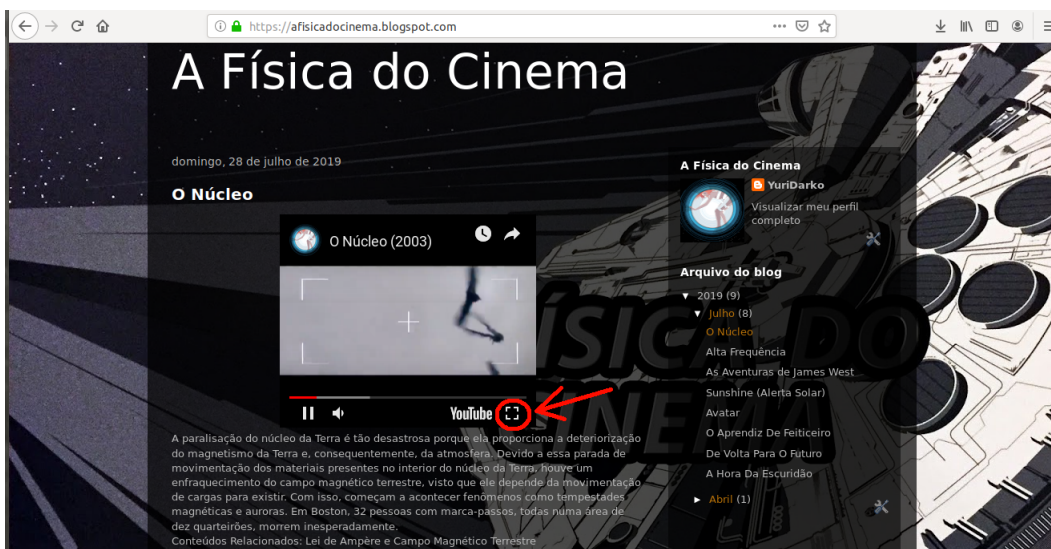 https://afisicadocinema.blogspot.com
A Física do Cinema
domingo, 28 de julho de 2019
O Núcleo
O Núcleo (2003)
YouTube
A paralisação do núcleo da Terra é tão desastrosa porque ela proporciona a deteriorização
do magnetismo da Terra e, consequentemente, da atmosfera. Devido a essa parada de
movimentação dos materiais presentes no interior do núcleo da Terra, houve um
enfraquecimento do campo magnético terrestre, visto que ele depende da movimentação
de cargas para existir. Com isso, começam a acontecer fenômenos como tempestades
magnéticas e auroras. Em Boston, 32 pessoas com marca-passos, todas numa área de
dez quarteirões, morrem inesperadamente.
Conteúdos Relacionados: Lei de Ampère e Campo Magnético Terrestre
A Física do Cinema
YuriDarko
Visualizar meu perfil
completo
Arquivo do blog
▼ 2019 (9)
▼ Julho (8)
O Núcleo
Alta Frequência
As Aventuras de James West
Sunshine (Alerta Solar)
Avatar
O Aprendiz De Feiticeiro
De Volta Para O Futuro
A Hora Da Escuridão
► Abril (1)
ÍSICA DO
CINEMA